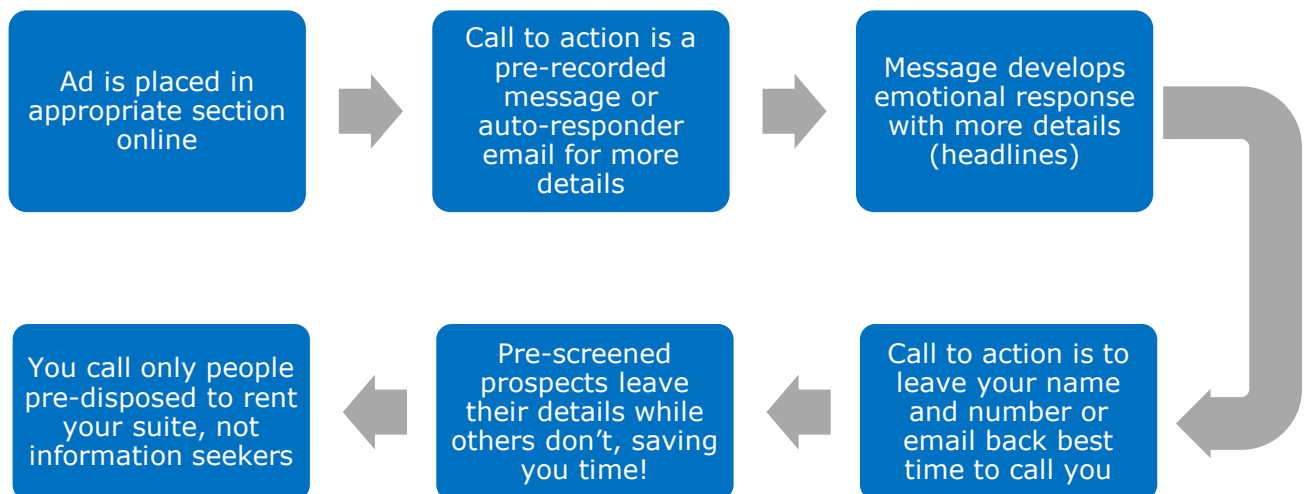 Ad is placed in
appropriate section
online
Call to action is a
pre-recorded
message or
auto-responder
email for more
details
Message develops
emotional response
with more details
(headlines)
Call to action is to
leave your name
and number or
email back best
time to call you
Pre-screened
prospects leave
their details while
others don’t, saving
you time!
You call only people
pre-disposed to rent
your suite, not
information seekers